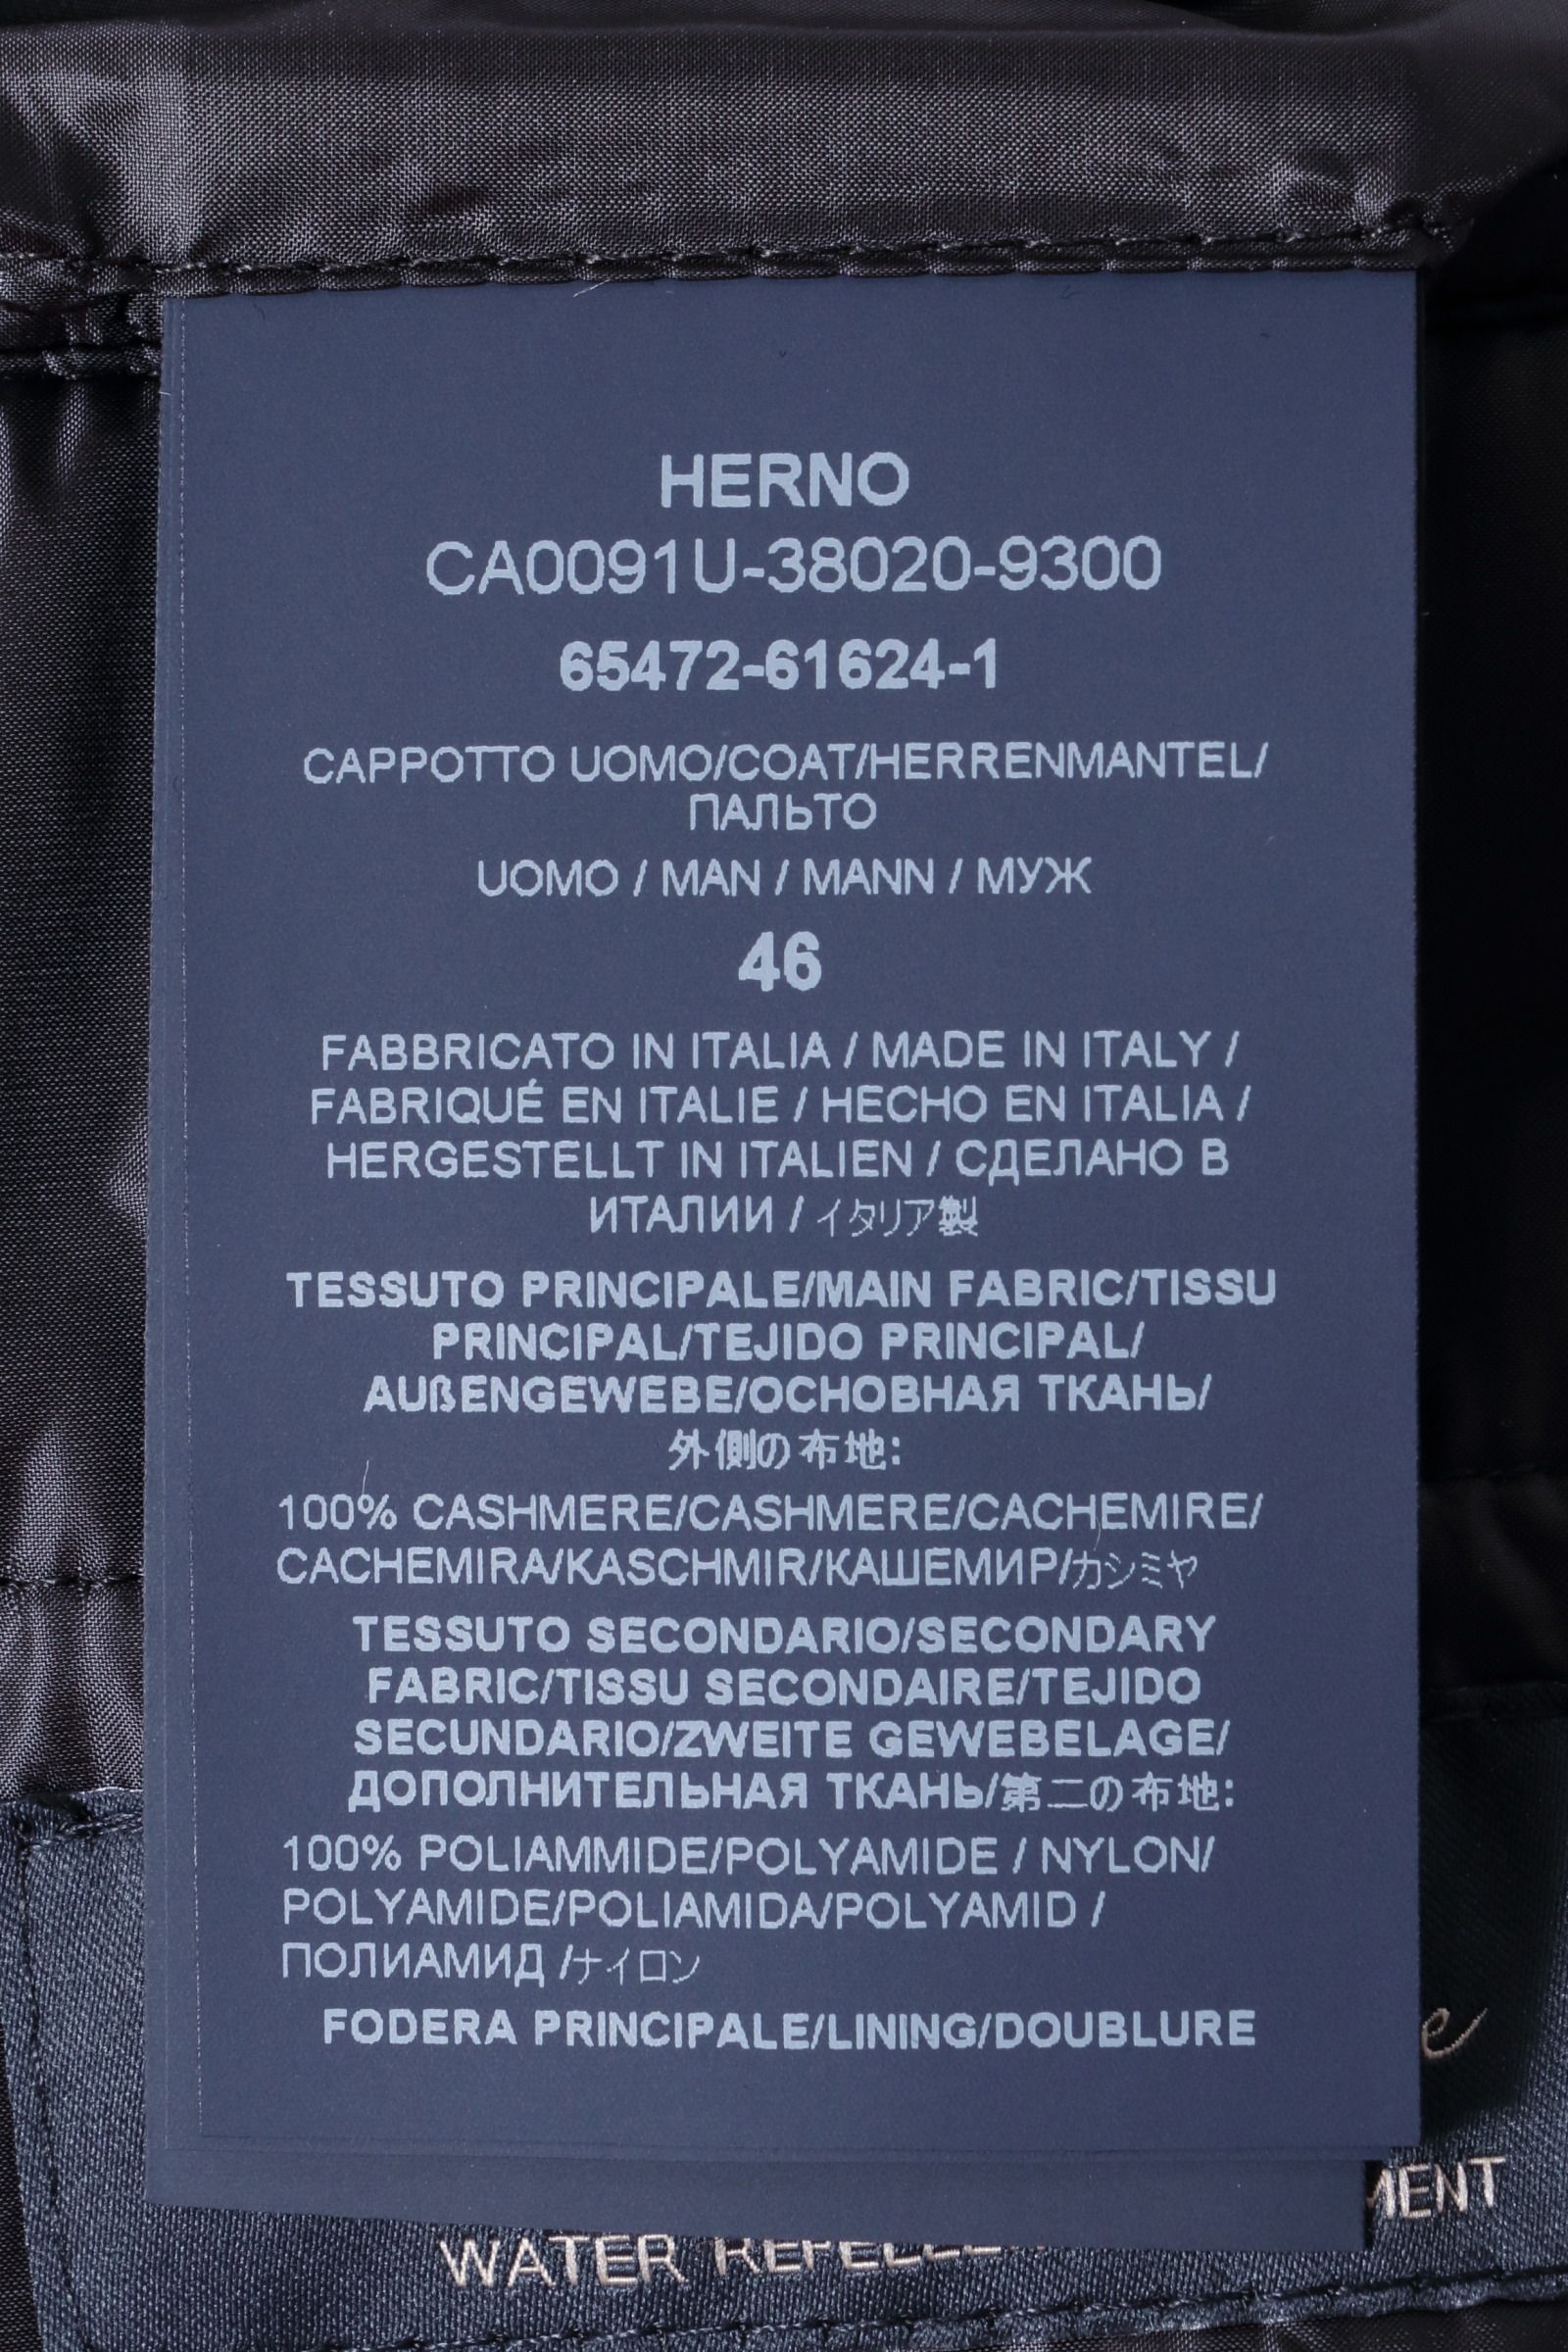 HERNO
CA0091U-38020-9300
65472-61624-1
CAPPOTTO UOMO/COAT/HERRENMANTEL/
ПАЛЬТО
UOMO / MAN / MANN / МУЖ
46
FABBRICATO IN ITALIA / MADE IN ITALY /
FABRIQUÉ EN ITALIE / HECHO EN ITALIA /
HERGESTELLT IN ITALIEN / СДЕЛАНО В
ИТАЛИИ / イタリア製
TESSUTO PRINCIPALE/MAIN FABRIC/TISSU
PRINCIPAL/TEJIDO PRINCIPAL/
AUßENGEWEBE/ОСНОВНАЯ ТКАНЬ/
外側の布地:
100% CASHMERE/CASHMERE/CACHEMIRE/
CACHEMIRA/KASCHMIR/КАШЕМИР/カシミヤ
TESSUTO SECONDARIO/SECONDARY
FABRIC/TISSU SECONDAIRE/TEJIDO
SECUNDARIO/ZWEITE GEWEBELAGE/
ДОПОЛНИТЕЛЬНАЯ ТКАНЬ/第二の布地:
100% POLIAMMIDE/POLYAMIDE / NYLON/
POLYAMIDE/POLIAMIDA/POLYAMID /
ПОЛИАМИД /ナイロン
FODERA PRINCIPALE/LINING/DOUBLURE
WATER